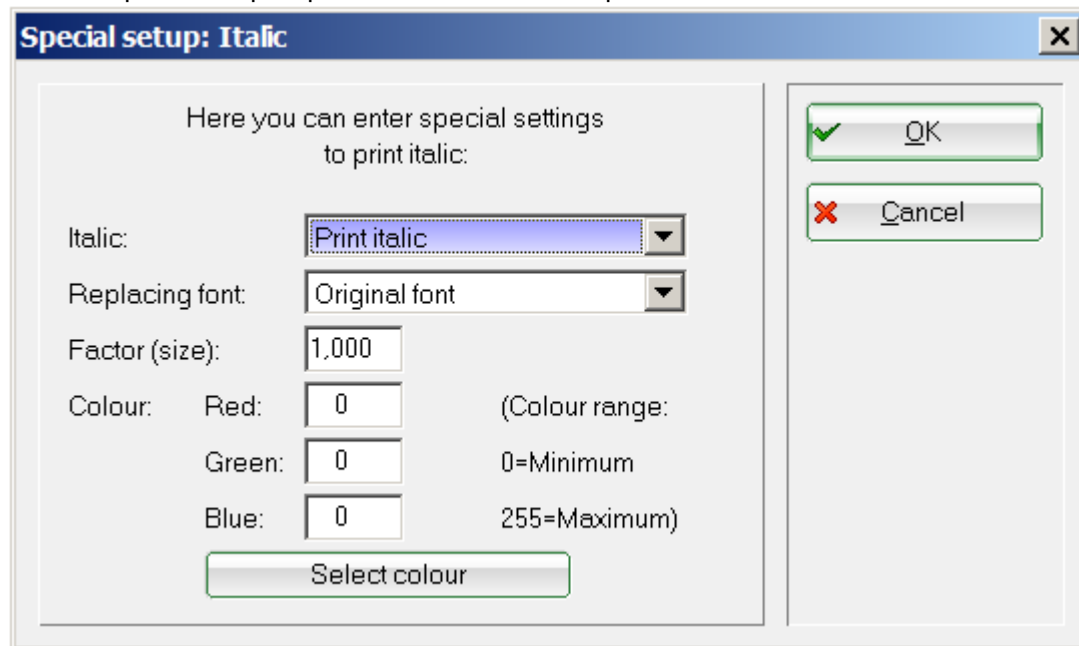 Special setup: Italic
Here you can enter special settings
to print italic:
OK
Cancel
Italic: Print italic
Replacing font: Original font
Factor (size): 1,000
Colour: Red: 0 (Colour range:
Green: 0 0=Minimum
Blue: 0 255=Maximum)
Select colour